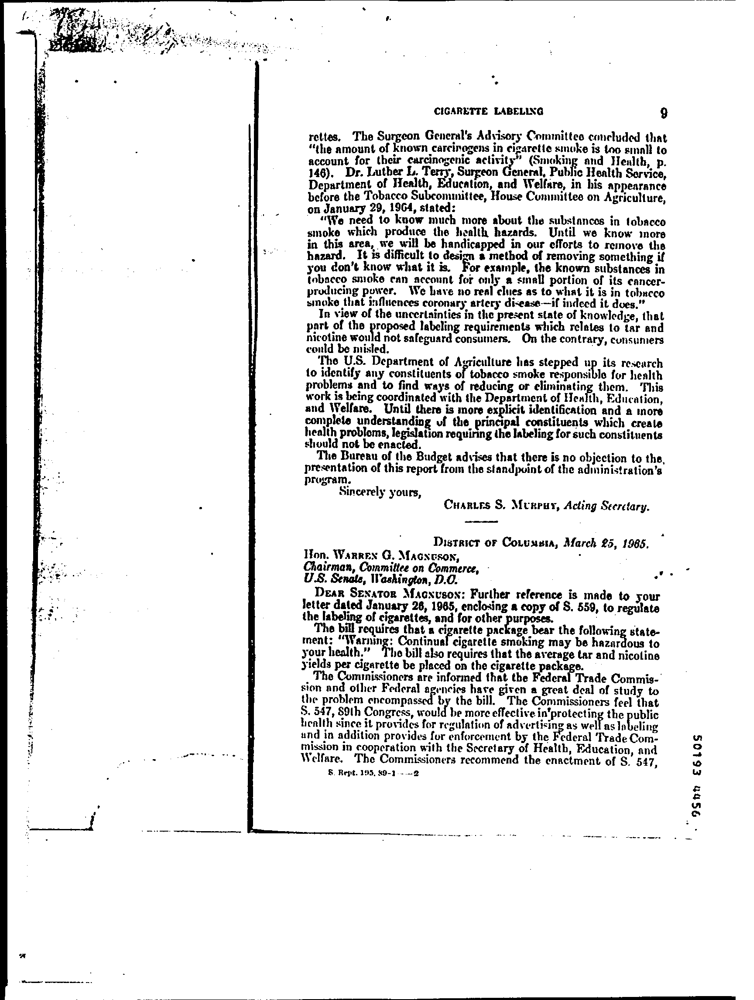 CIGARETTE LABELING 9
rettes. The Surgeon General's Advisory Committee concluded that
"the amount of known carcinogens in cigarette smoke is too small to
account for their carcinogenic activity" (Smoking and Health, p.
146). Dr. Luther L. Terry, Surgeon General, Public Health Service,
Department of Health, Education, and Welfare, in his appearance
before the Tobacco Subcommittee, House Committee on Agriculture,
on January 29, 1964, stated:
"We need to know much more about the substances in tobacco
smoke which produce the health hazards. Until we know more
in this area, we will be handicapped in our efforts to remove the
hazard. It is difficult to design a method of removing something if
you don't know what it is. For example, the known substances in
tobacco smoke can account for only a small portion of its cancer-
producing power. We have no real clues as to what it is in tobacco
smoke that influences coronary artery disease—if indeed it does."
In view of the uncertainties in the present state of knowledge, that
part of the proposed labeling requirements which relates to tar and
nicotine would not safeguard consumers. On the contrary, consumers
could be misled.
The U.S. Department of Agriculture has stepped up its research
to identify any constituents of tobacco smoke responsible for health
problems and to find ways of reducing or eliminating them. This
work is being coordinated with the Department of Health, Education,
and Welfare. Until there is more explicit identification and a more
complete understanding of the principal constituents which create
health problems, legislation requiring the labeling for such constituents
should not be enacted.
The Bureau of the Budget advises that there is no objection to the
presentation of this report from the standpoint of the administration's
program.
Sincerely yours,
CHARLES S. MURPHY, Acting Secretary.
DISTRICT OF COLUMBIA, March 25, 1965.
Hon. WARREN G. MAGNUSON,
Chairman, Committee on Commerce,
U.S. Senate, Washington, D.C.
DEAR SENATOR MAGNUSON: Further reference is made to your
letter dated January 26, 1965, enclosing a copy of S. 559, to regulate
the labeling of cigarettes, and for other purposes.
The bill requires that a cigarette package bear the following state-
ment: "Warning: Continual cigarette smoking may be hazardous to
your health." The bill also requires that the average tar and nicotine
yields per cigarette be placed on the cigarette package.
The Commissioners are informed that the Federal Trade Commis-
sion and other Federal agencies have given a great deal of study to
the problem encompassed by the bill. The Commissioners feel that
S. 547, 89th Congress, would be more effective in protecting the public
health since it provides for regulation of advertising as well as labeling
and in addition provides for enforcement by the Federal Trade Com-
mission in cooperation with the Secretary of Health, Education, and
Welfare. The Commissioners recommend the enactment of S. 547,
S. Rept. 195, 89-1——2
50193 4456